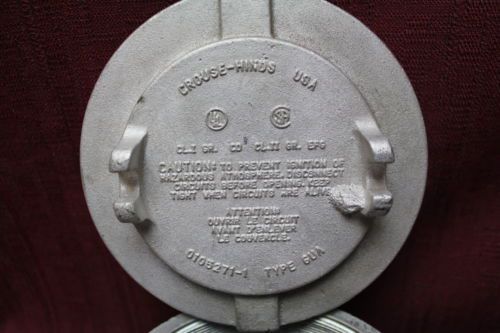 CROUSE-HINDS USA
UL SA
CL.I GR. CD CL.II GR. EFG
CAUTION: TO PREVENT IGNITION OF
HAZARDOUS ATMOSPHERE, DISCONNECT
CIRCUITS BEFORE OPENING. KEEP
TIGHT WHEN CIRCUITS ARE ALIVE.
ATTENTION:
OUVRIR LE CIRCUIT
AVANT D'ENLEVER
LE COUVERCLE.
0105271-1 TYPE GUA